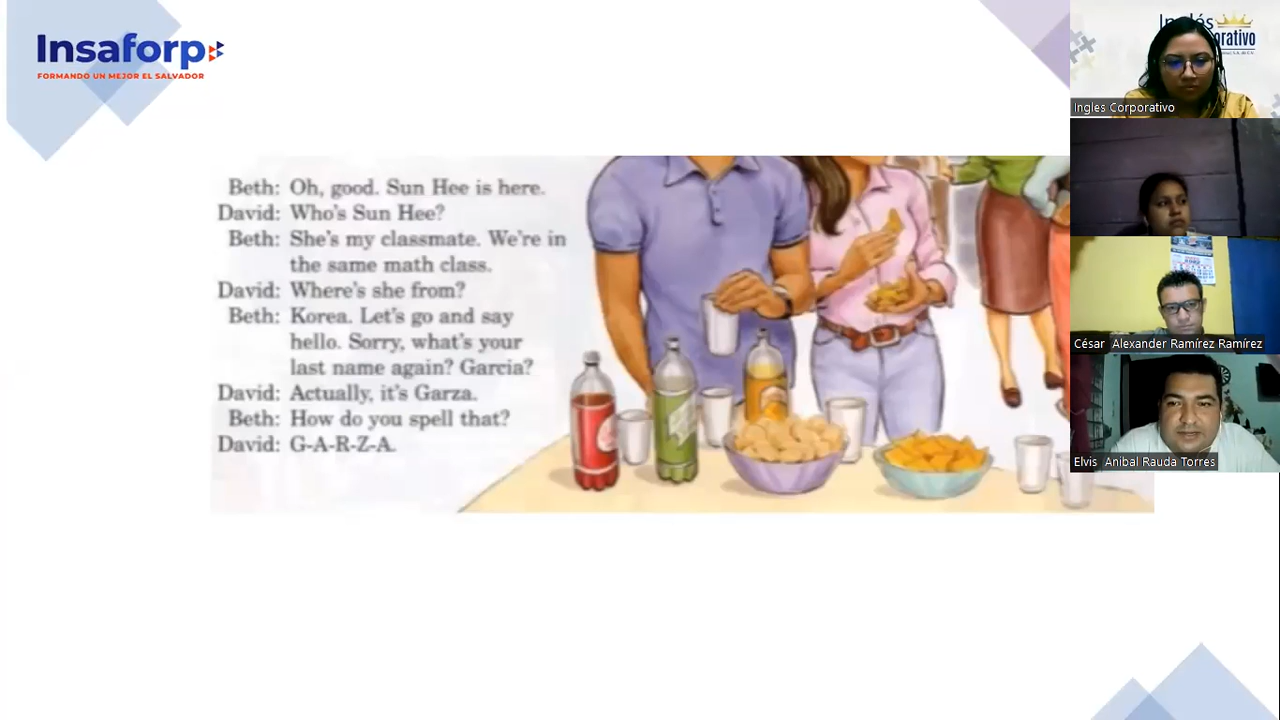 Insaforp
FORMANDO UN MEJOR EL SALVADOR
Beth: Oh, good. Sun Hee is here.
David: Who's Sun Hee?
Beth: She's my classmate. We're in
the same math class.
David: Where's she from?
Beth: Korea. Let's go and say
hello. Sorry, what's your
last name again? Garcia?
David: Actually, it's Garza.
Beth: How do you spell that?
David: G-A-R-Z-A.
Ingles Corporativo
César Alexander Ramírez Ramírez
Elvis Anibal Rauda Torres